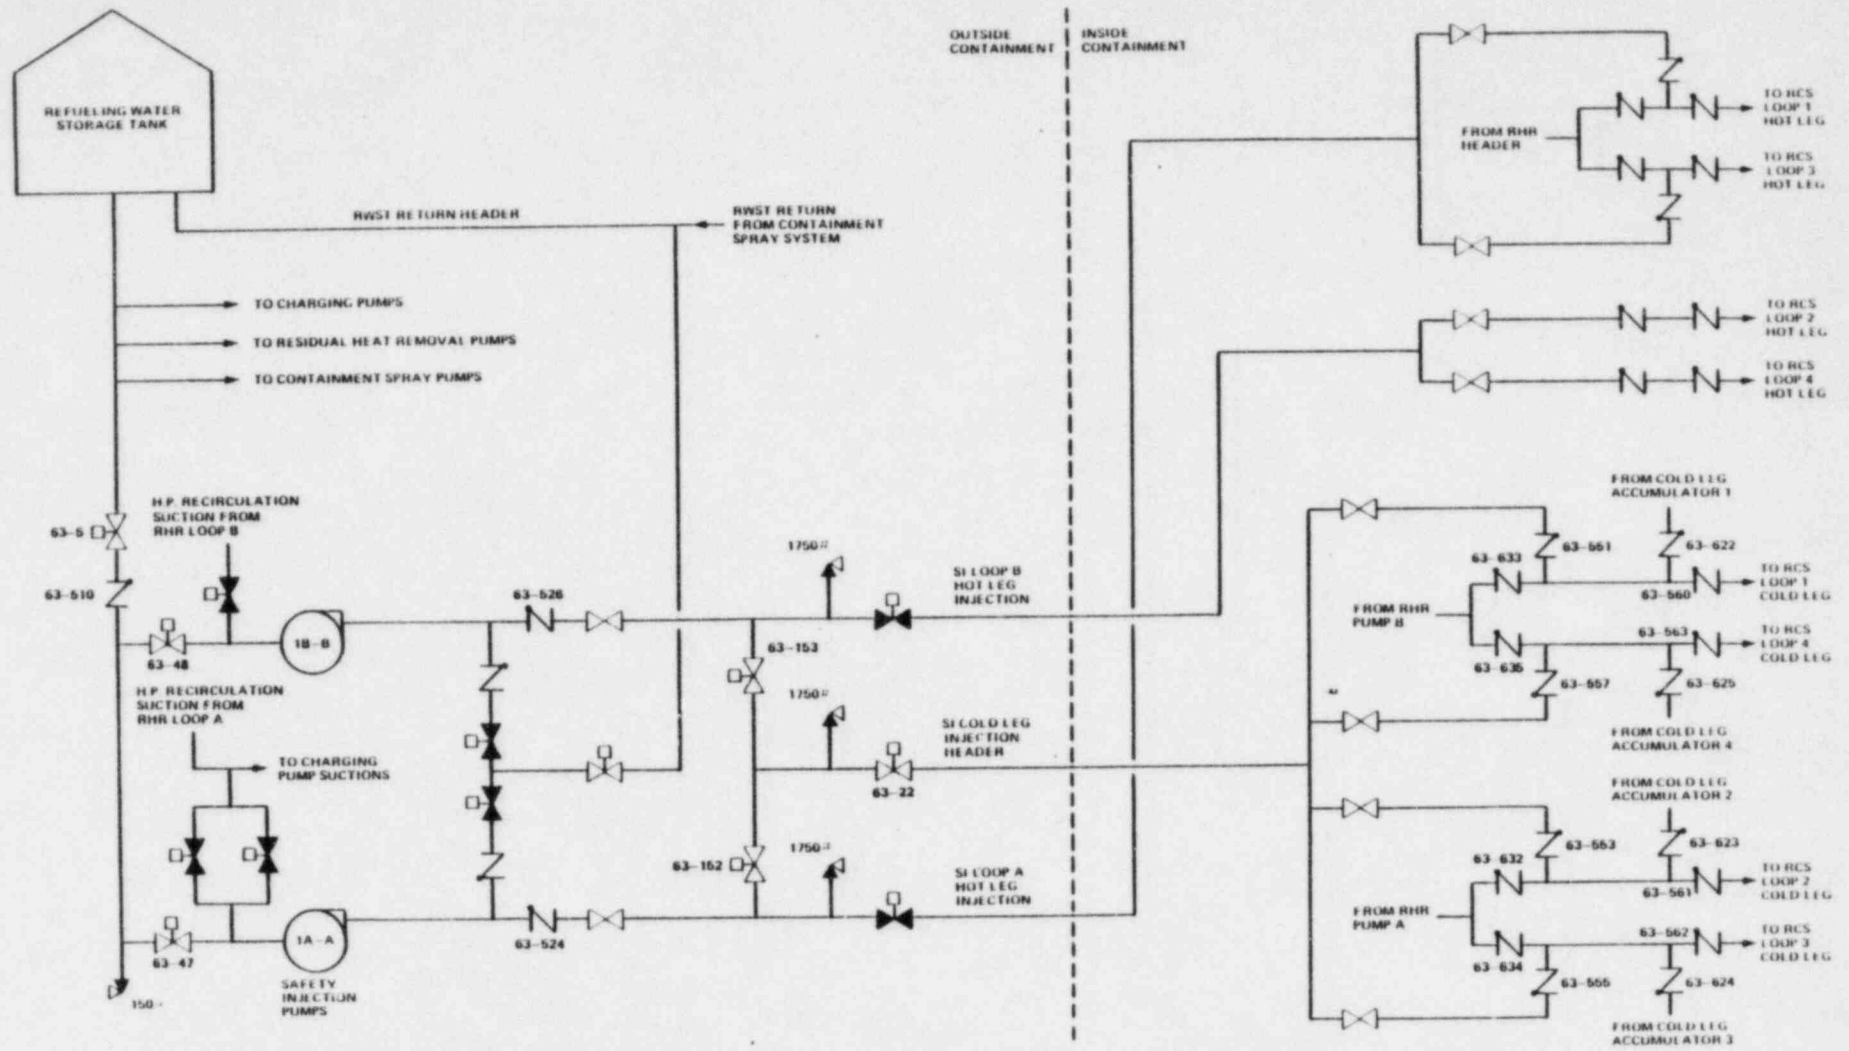 OUTSIDE
CONTAINMENT
INSIDE
CONTAINMENT
REFUELING WATER
STORAGE TANK
RWST RETURN HEADER
RWST RETURN
FROM CONTAINMENT
SPRAY SYSTEM
TO CHARGING PUMPS
TO RESIDUAL HEAT REMOVAL PUMPS
TO CONTAINMENT SPRAY PUMPS
FROM RHR
HEADER
TO RCS
LOOP 1
HOT LEG
TO RCS
LOOP 3
HOT LEG
TO RCS
LOOP 2
HOT LEG
TO RCS
LOOP 4
HOT LEG
63-5
H.P. RECIRCULATION
SUCTION FROM
RHR LOOP B
63-510
63-48
1B-B
63-526
63-153
1750#
SI LOOP B
HOT LEG
INJECTION
H.P. RECIRCULATION
SUCTION FROM
RHR LOOP A
TO CHARGING
PUMP SUCTIONS
1750#
SI COLD LEG
INJECTION
HEADER
63-22
63-152
1750#
SI LOOP A
HOT LEG
INJECTION
63-47
1A-A
63-524
150
SAFETY
INJECTION
PUMPS
FROM COLD LEG
ACCUMULATOR 1
63-633
63-551
63-622
FROM RHR
PUMP B
63-560
TO RCS
LOOP 1
COLD LEG
63-635
63-563
TO RCS
LOOP 4
COLD LEG
63-557
63-625
FROM COLD LEG
ACCUMULATOR 4
FROM COLD LEG
ACCUMULATOR 2
63-632
63-553
63-623
FROM RHR
PUMP A
63-561
TO RCS
LOOP 2
COLD LEG
63-634
63-562
TO RCS
LOOP 3
COLD LEG
63-555
63-624
FROM COLD LEG
ACCUMULATOR 3